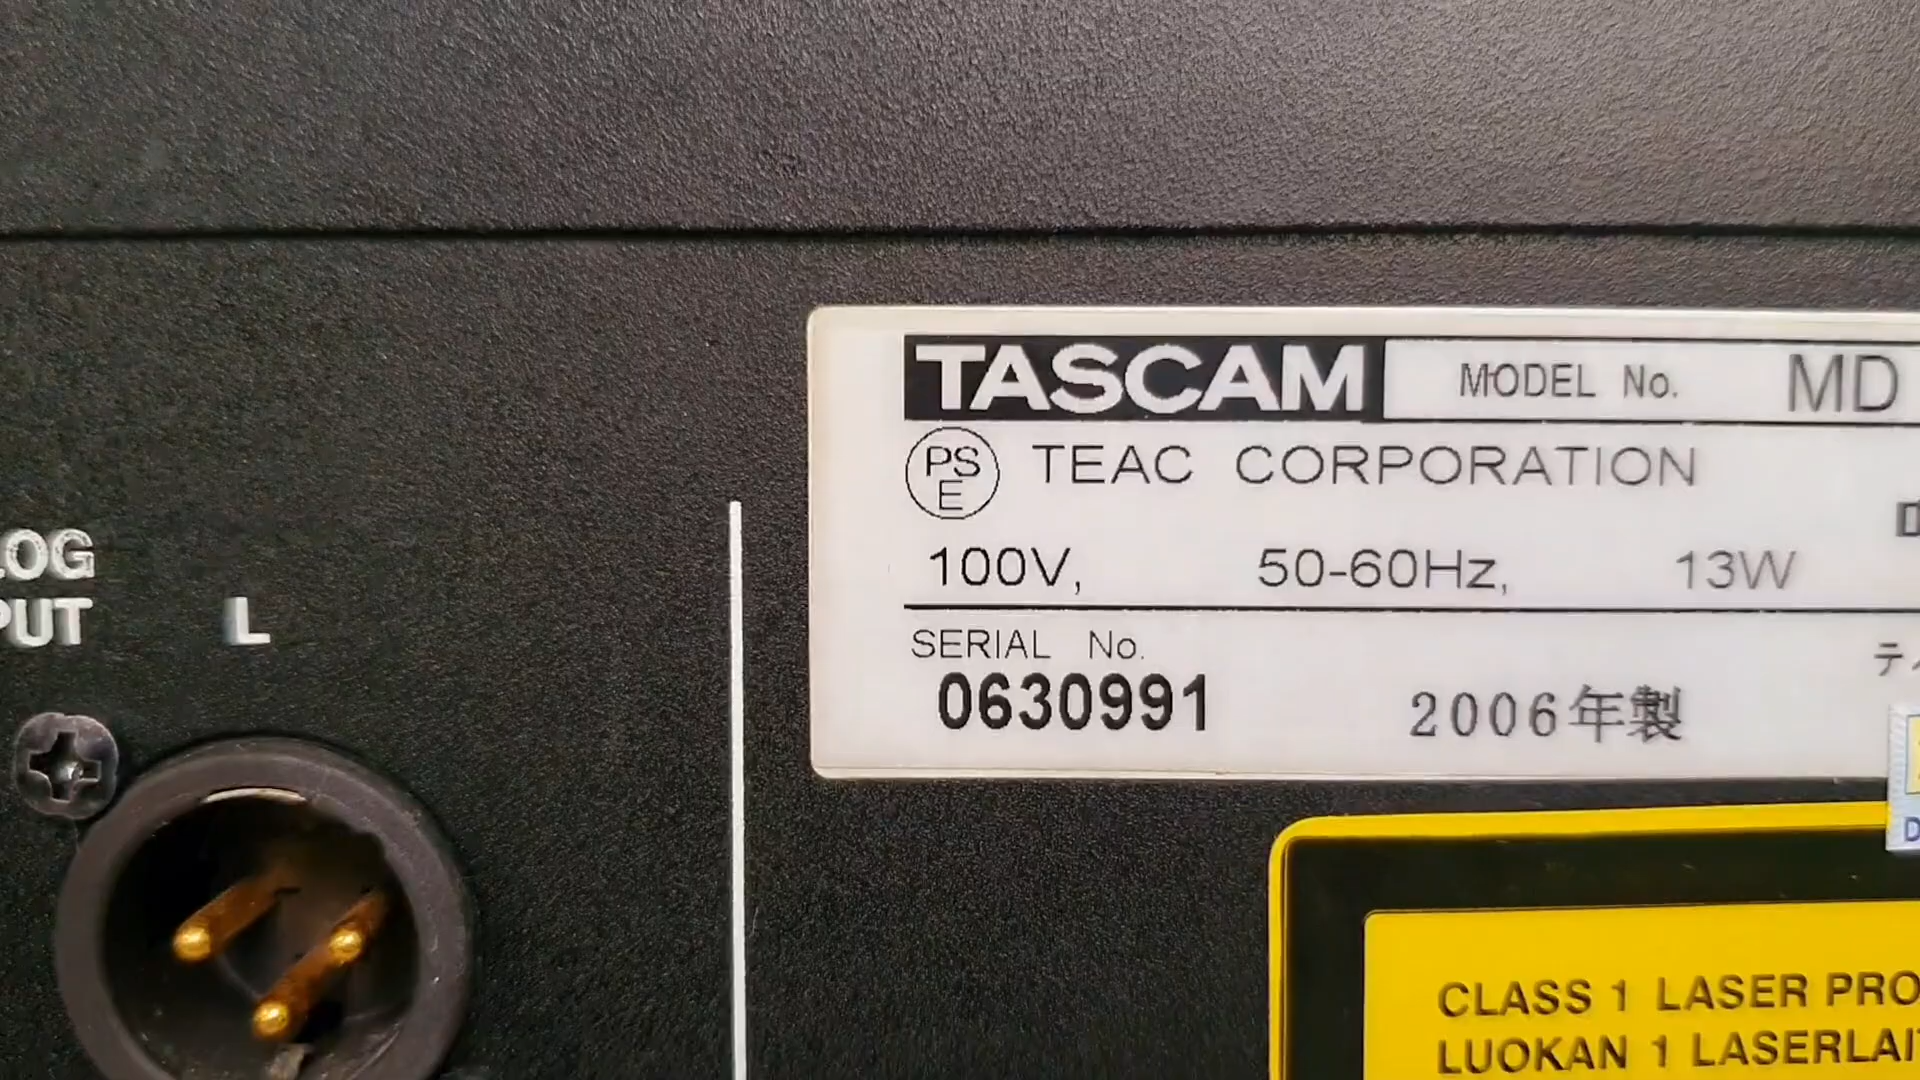 TASCAM MODEL No. MD
PSE TEAC CORPORATION
100V, 50-60Hz, 13W
SERIAL No.
0630991 2006年製
LOG
PUT L
CLASS 1 LASER PRO
LUOKAN 1 LASERLAI